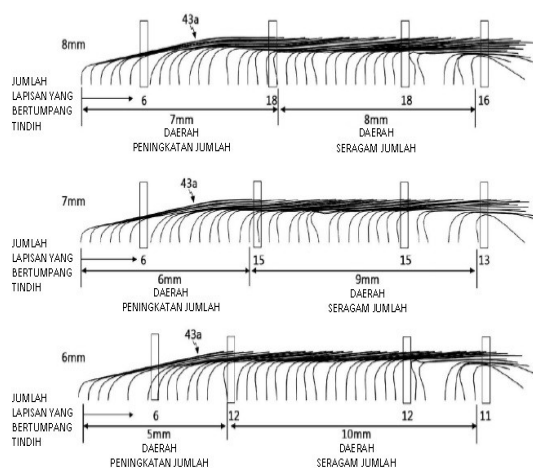 43a
8mm
JUMLAH
LAPISAN YANG
BERTUMPANG
TINDIH
6 18 18 16
7mm 8mm
DAERAH DAERAH
PENINGKATAN JUMLAH SERAGAM JUMLAH
43a
7mm
JUMLAH
LAPISAN YANG
BERTUMPANG
TINDIH
6 15 15 13
6mm 9mm
DAERAH DAERAH
PENINGKATAN JUMLAH SERAGAM JUMLAH
43a
6mm
JUMLAH
LAPISAN YANG
BERTUMPANG
TINDIH
6 12 12 11
5mm 10mm
DAERAH DAERAH
PENINGKATAN JUMLAH SERAGAM JUMLAH